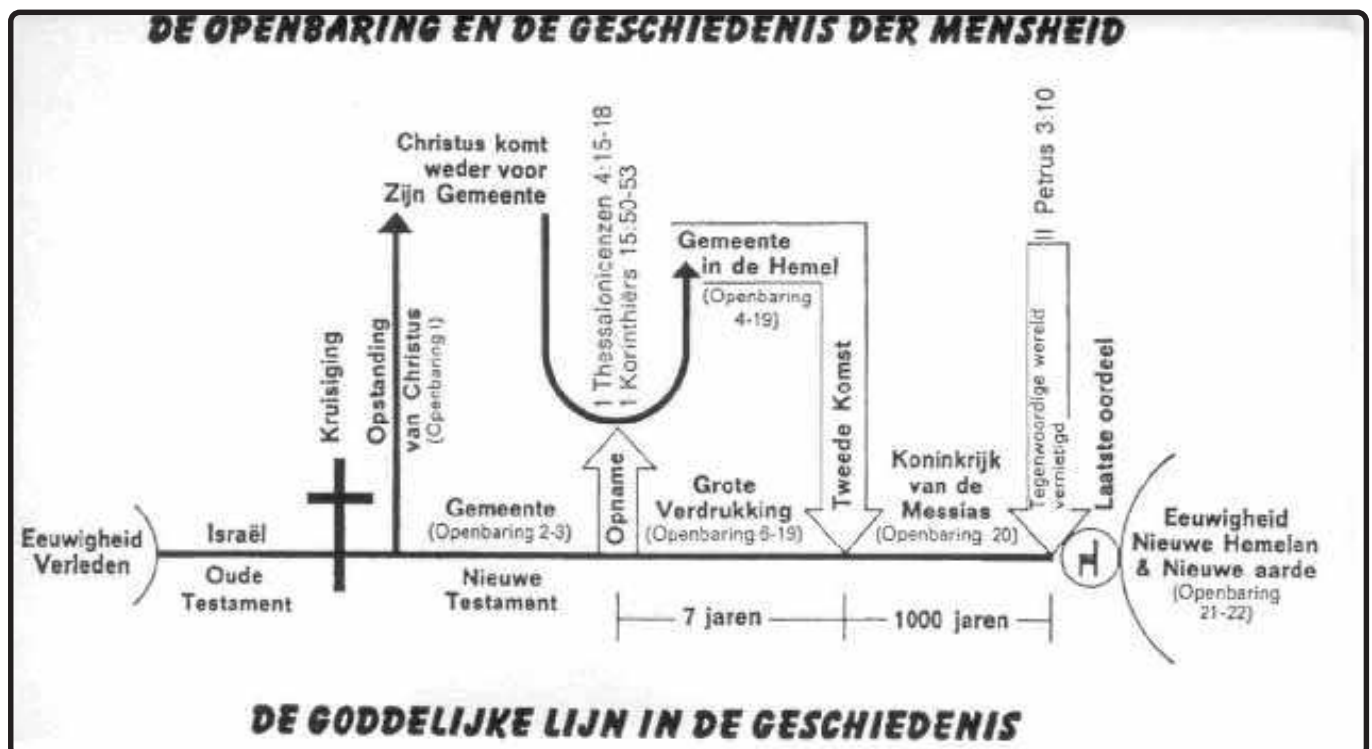 DE OPENBARING EN DE GESCHIEDENIS DER MENSHEID
Christus komt
weder voor
Zijn Gemeente
1 Thessalonicenzen 4:15-18
1 Korinthiërs 15:50-53
II Petrus 3:10
Gemeente
in de Hemel
(Openbaring
4-19)
Kruisiging
Opstanding
van Christus
(Openbaring I)
Opname
Tweede Komst
Tegenwoordige wereld
vernietigd
Laatste oordeel
Eeuwigheid
Verleden
Israël
Oude
Testament
Gemeente
(Openbaring 2-3)
Nieuwe
Testament
Grote
Verdrukking
(Openbaring 6-19)
Koninkrijk
van de
Messias
(Openbaring 20)
Eeuwigheid
Nieuwe Hemelan
& Nieuwe aarde
(Openbaring
21-22)
7 jaren
1000 jaren
DE GODDELIJKE LIJN IN DE GESCHIEDENIS